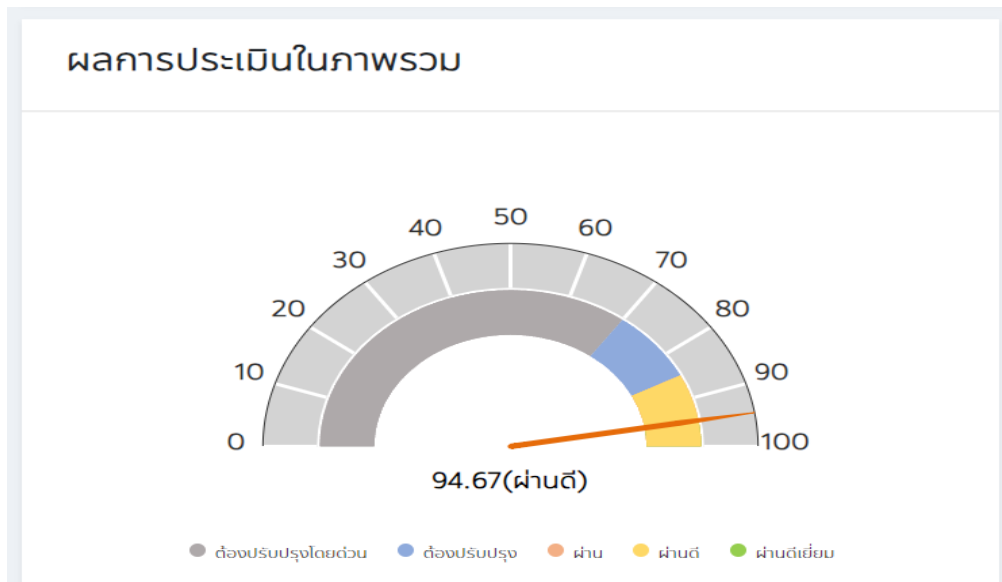 ผลการประเมินในภาพรวม
50
40 60
30 70
20 80
10 90
0 100
94.67(ผ่านดี)
ต้องปรับปรุงโดยด่วน ต้องปรับปรุง ผ่าน ผ่านดี ผ่านดีเยี่ยม